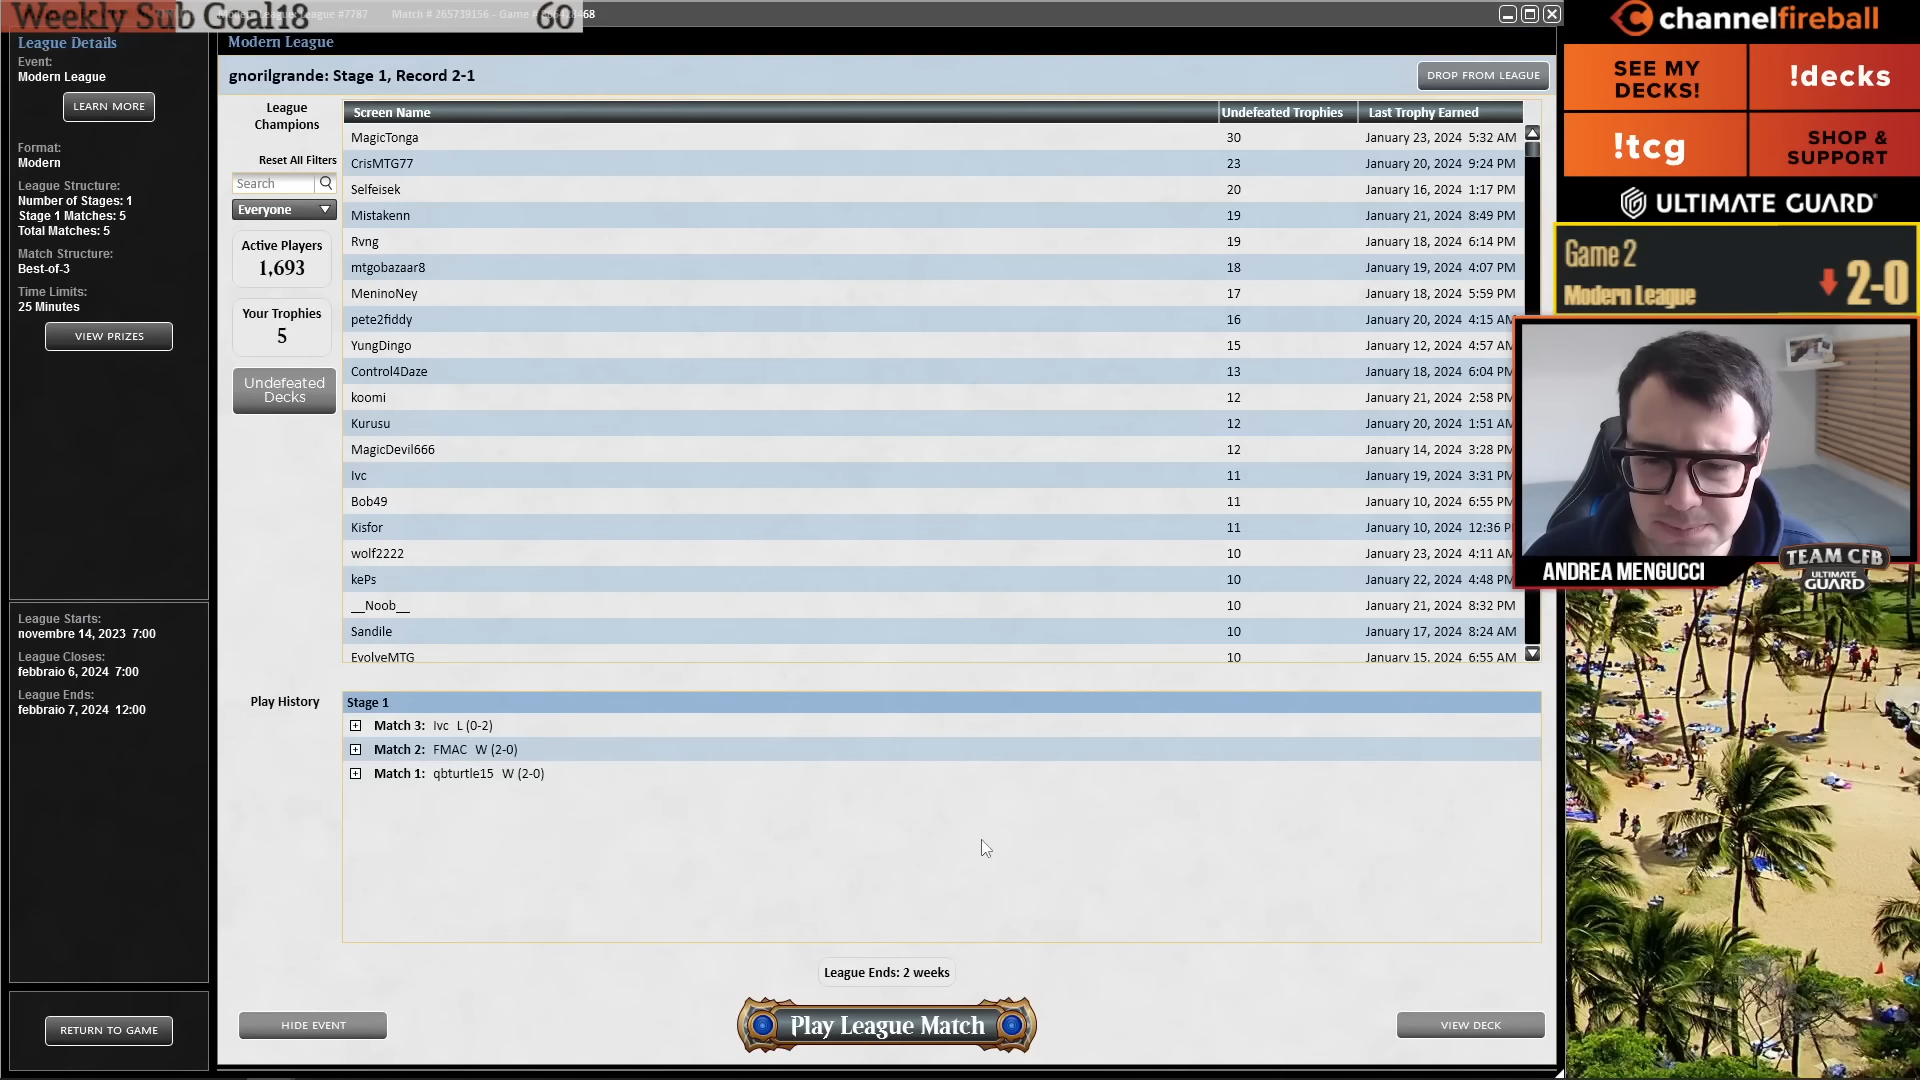 Weekly Sub Goal18 60
League #7787 Match # 265739156 - Game #
League Details
Event:
Modern League
LEARN MORE
Format:
Modern
League Structure:
Number of Stages: 1
Stage 1 Matches: 5
Total Matches: 5
Match Structure:
Best-of-3
Time Limits:
25 Minutes
VIEW PRIZES
League Starts:
novembre 14, 2023 7:00
League Closes:
febbraio 6, 2024 7:00
League Ends:
febbraio 7, 2024 12:00
RETURN TO GAME
Modern League
gnorilgrande: Stage 1, Record 2-1
DROP FROM LEAGUE
League
Champions
Reset All Filters
Search
Everyone
Active Players
1,693
Your Trophies
5
Undefeated
Decks
Screen Name Undefeated Trophies Last Trophy Earned
MagicTonga 30 January 23, 2024 5:32 AM
CrisMTG77 23 January 20, 2024 9:24 PM
Selfeisek 20 January 16, 2024 1:17 PM
Mistakenn 19 January 21, 2024 8:49 PM
Rvng 19 January 18, 2024 6:14 PM
mtgobazaar8 18 January 19, 2024 4:07 PM
MeninoNey 17 January 18, 2024 5:59 PM
pete2fiddy 16 January 20, 2024 4:15 AM
YungDingo 15 January 12, 2024 4:57 AM
Control4Daze 13 January 18, 2024 6:04 PM
koomi 12 January 21, 2024 2:58 PM
Kurusu 12 January 20, 2024 1:51 AM
MagicDevil666 12 January 14, 2024 3:28 PM
lvc 11 January 19, 2024 3:31 PM
Bob49 11 January 10, 2024 6:55 PM
Kisfor 11 January 10, 2024 12:36 P
wolf2222 10 January 23, 2024 4:11 AM
kePs 10 January 22, 2024 4:48 PM
__Noob__ 10 January 21, 2024 8:32 PM
Sandile 10 January 17, 2024 8:24 AM
EvolveMTG 10 January 15, 2024 6:55 AM
Play History
Stage 1
Match 3: lvc L (0-2)
Match 2: FMAC W (2-0)
Match 1: qbturtle15 W (2-0)
League Ends: 2 weeks
HIDE EVENT
Play League Match
VIEW DECK
channelfireball
SEE MY
DECKS!
!decks
!tcg
SHOP &
SUPPORT
ULTIMATE GUARD
Game 2
Modern League
2-0
ANDREA MENGUCCI
TEAM CFB
ULTIMATE
GUARD